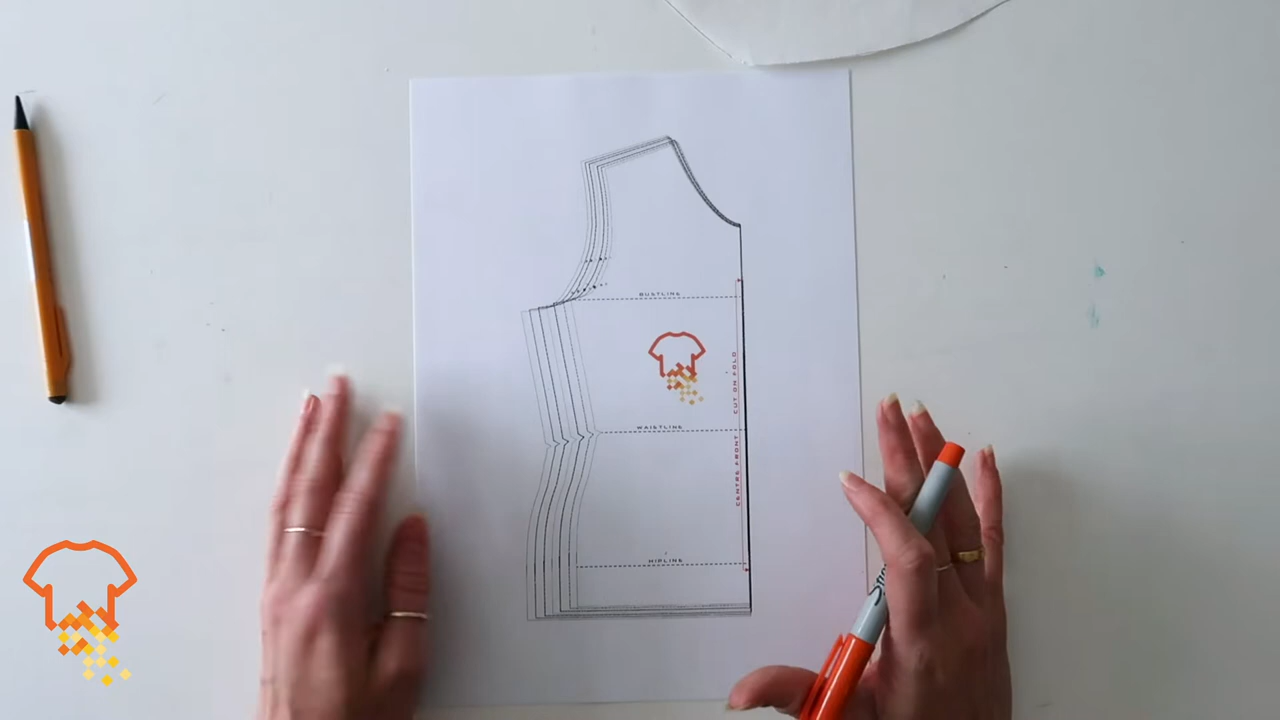 BUSTLINE
CUT ON FOLD
WAISTLINE
CENTRE FRONT
HIPLINE